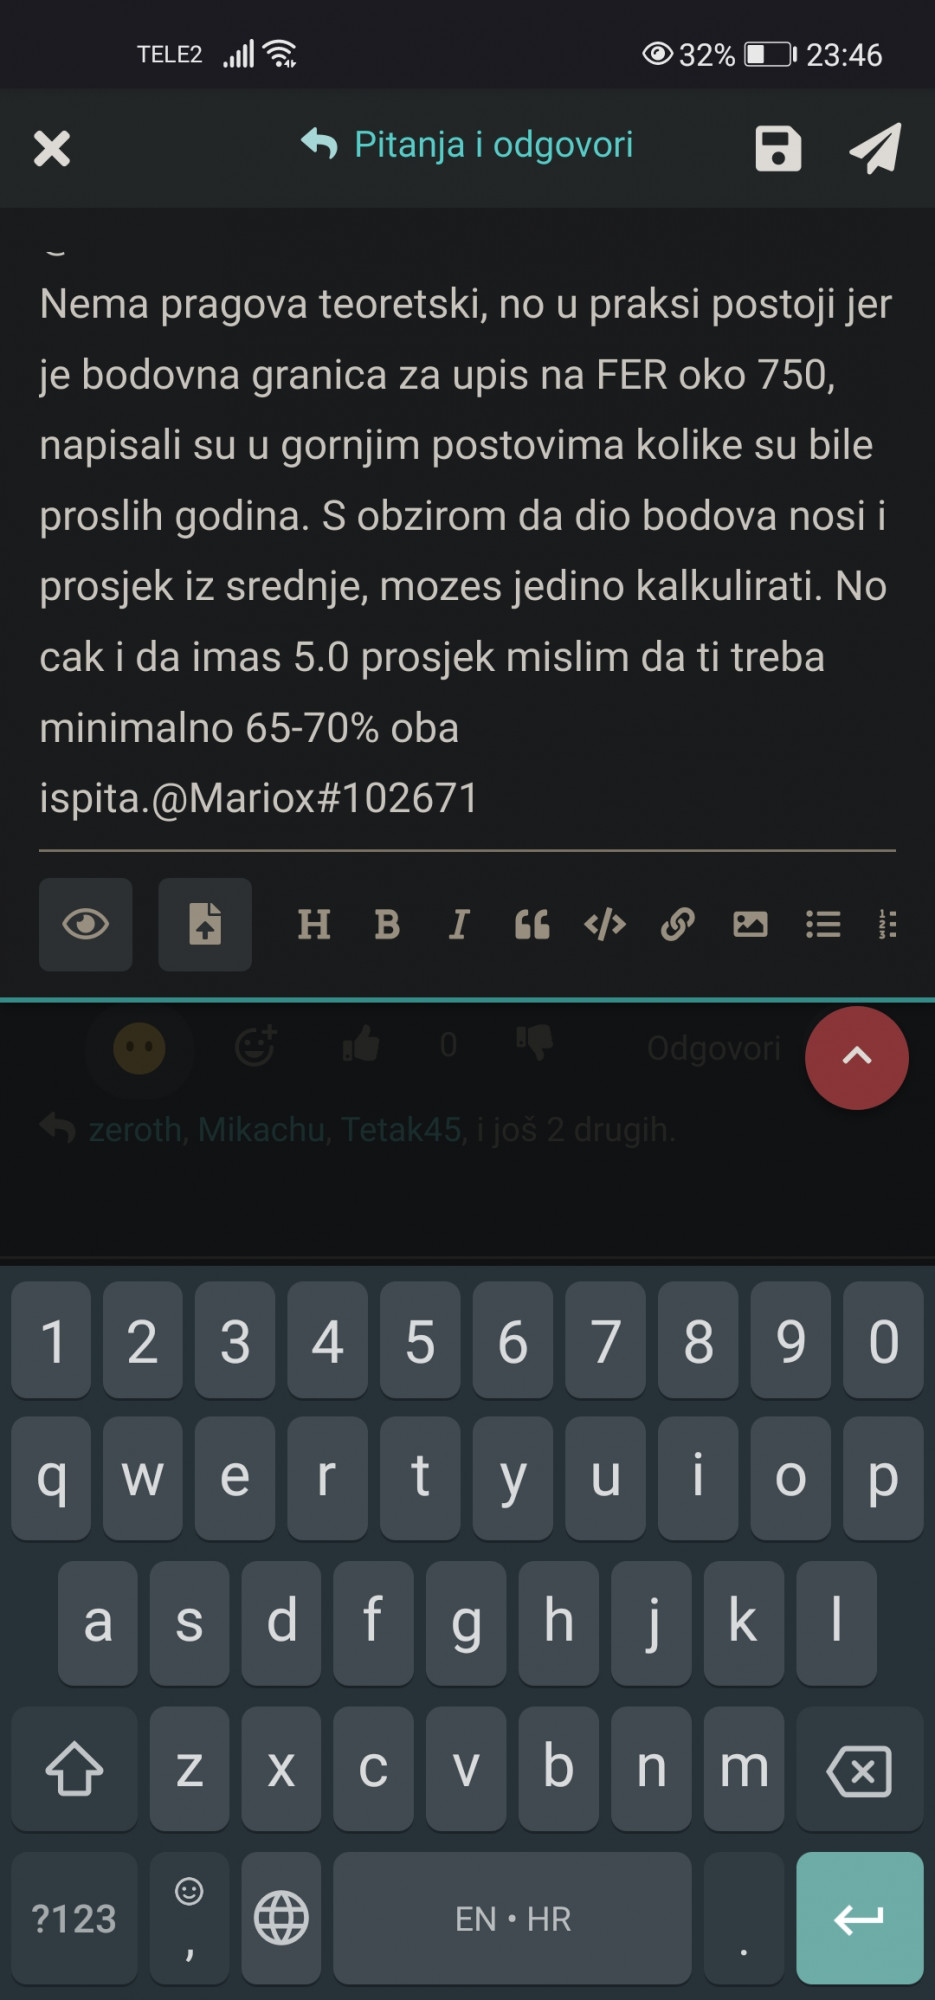 TELE2 32% 23:46
Pitanja i odgovori
Nema pragova teoretski, no u praksi postoji jer
je bodovna granica za upis na FER oko 750,
napisali su u gornjim postovima kolike su bile
proslih godina. S obzirom da dio bodova nosi i
prosjek iz srednje, mozes jedino kalkulirati. No
cak i da imas 5.0 prosjek mislim da ti treba
minimalno 65-70% oba
ispita.@Mariox#102671
H B I
0 Odgovori
zeroth, Mikachu, Tetak45, i još 2 drugih.
1 2 3 4 5 6 7 8 9 0
q w e r t y u i o p
a s d f g h j k l
z x c v b n m
?123 , EN • HR .